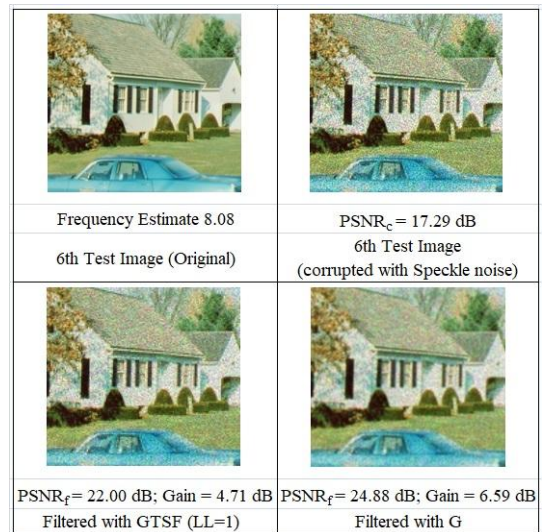 Frequency Estimate 8.08
6th Test Image (Original)
PSNRc = 17.29 dB
6th Test Image
(corrupted with Speckle noise)
PSNRf = 22.00 dB; Gain = 4.71 dB
Filtered with GTSF (LL=1)
PSNRf = 24.88 dB; Gain = 6.59 dB
Filtered with G